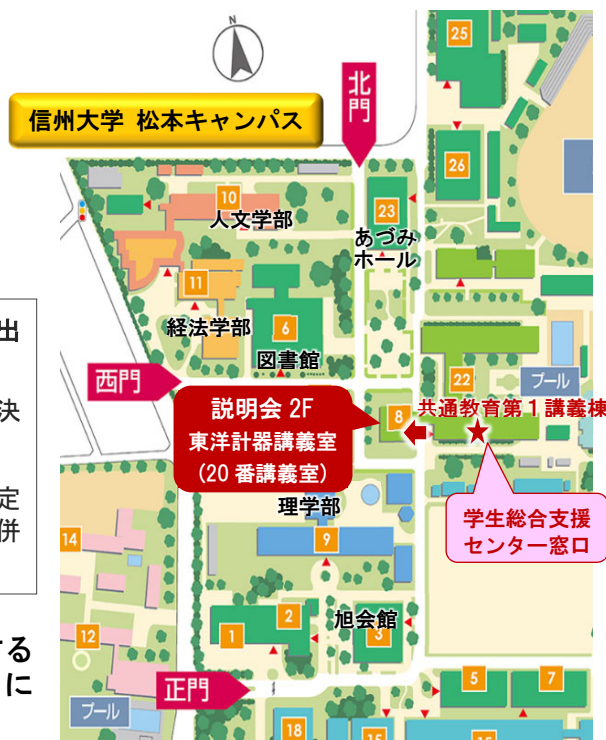 信州大学 松本キャンパス
北門
25
26
10
人文学部
23
あづみ
ホール
11
経法学部
6
図書館
出
決
定
併
西門
22
プール
説明会 2F
東洋計器講義室
(20 番講義室)
8
共通教育第1講義棟
学生総合支援
センター窓口
理学部
9
14
12
1
2
旭会館
3
する
に
正門
プール
5
7
18
15
15